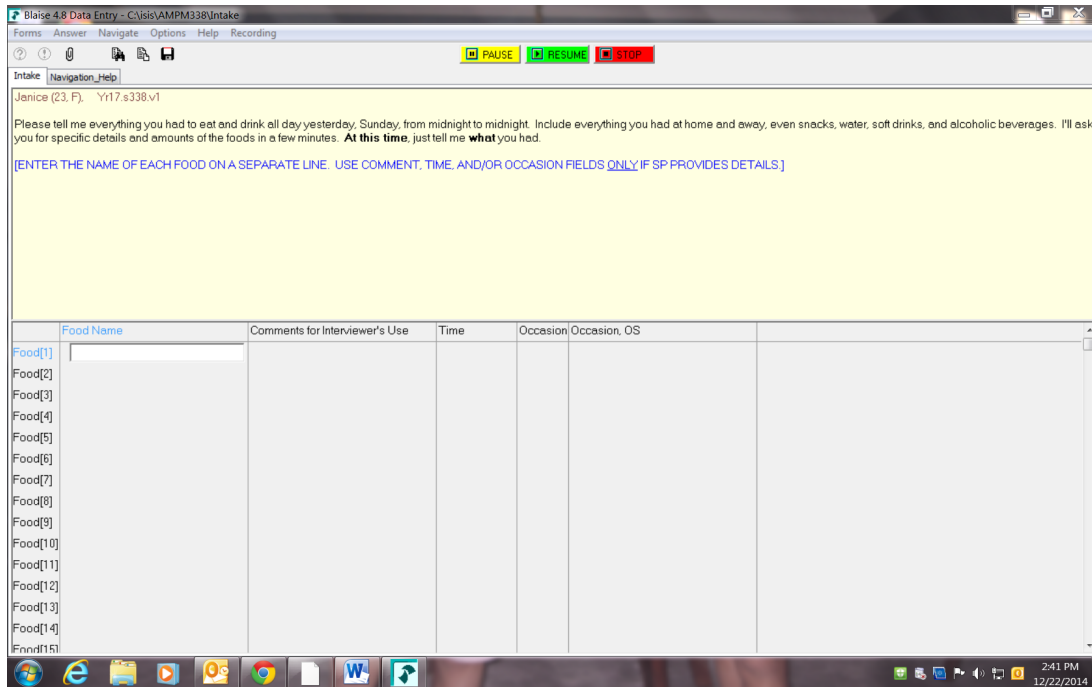 Blaise 4.8 Data Entry - C:\isis\AMPM338\Intake
Forms Answer Navigate Options Help Recording
PAUSE RESUME STOP
Intake Navigation_Help
Janice (23, F), Yr17.s338.v1
Please tell me everything you had to eat and drink all day yesterday, Sunday, from midnight to midnight. Include everything you had at home and away, even snacks, water, soft drinks, and alcoholic beverages. I'll ask
you for specific details and amounts of the foods in a few minutes. At this time, just tell me what you had.
[ENTER THE NAME OF EACH FOOD ON A SEPARATE LINE. USE COMMENT, TIME, AND/OR OCCASION FIELDS ONLY IF SP PROVIDES DETAILS.]
Food Name Comments for Interviewer's Use Time Occasion Occasion, OS
Food[1]
Food[2]
Food[3]
Food[4]
Food[5]
Food[6]
Food[7]
Food[8]
Food[9]
Food[10]
Food[11]
Food[12]
Food[13]
Food[14]
Food[15]
2:41 PM
12/22/2014